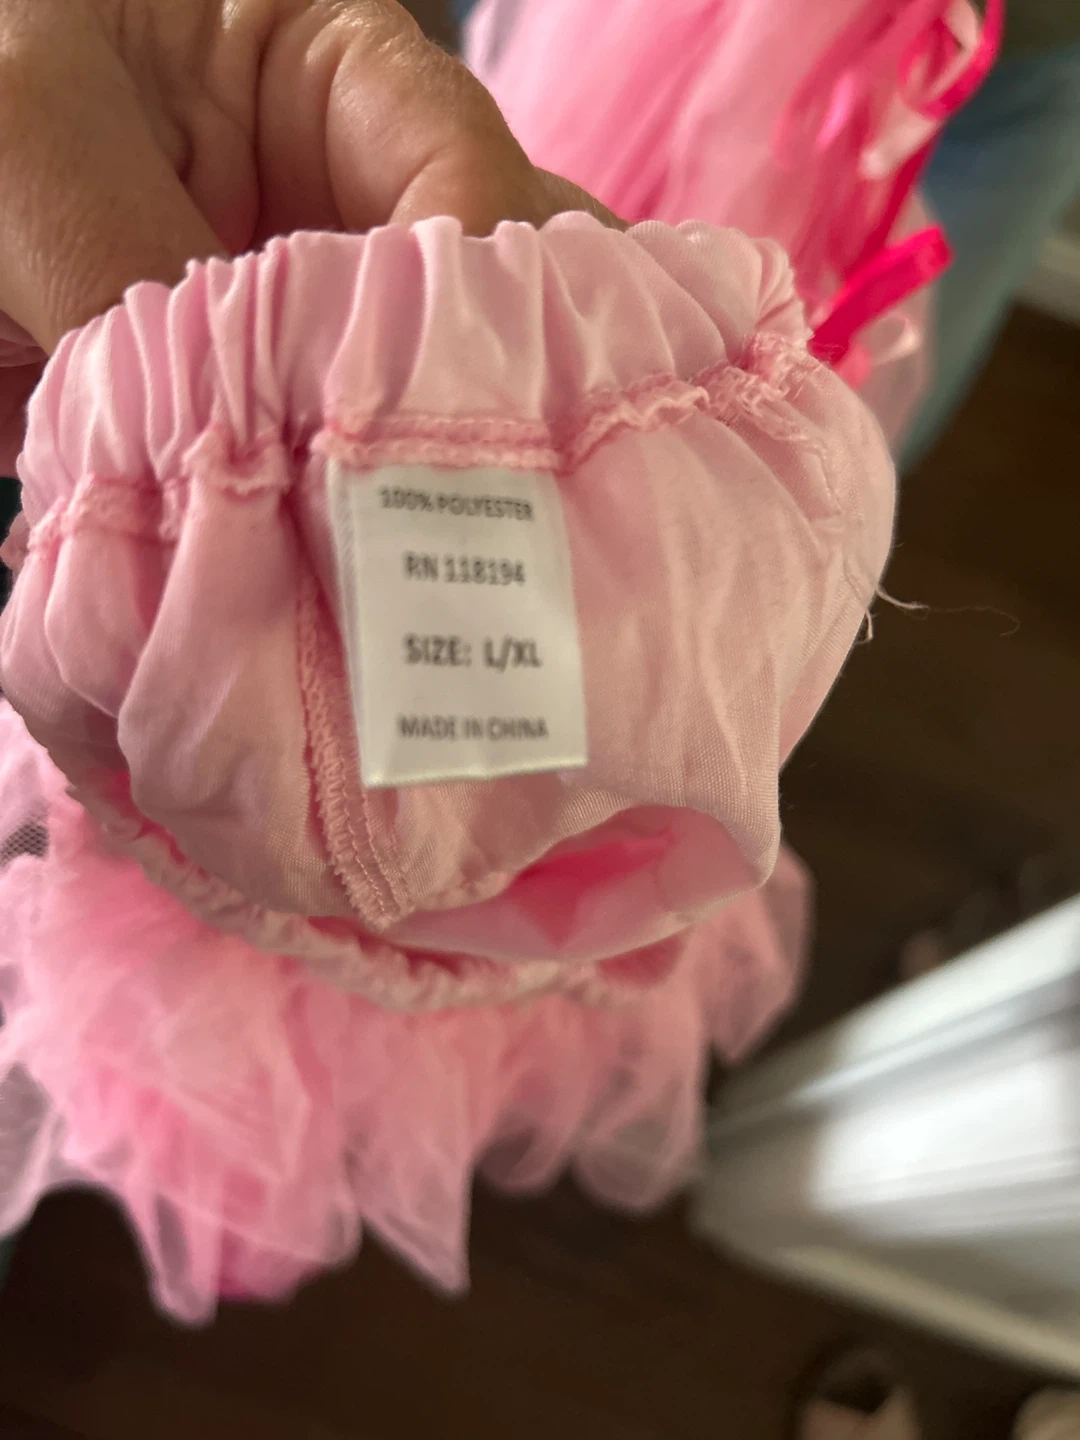 100% POLYESTER
RN 118194
SIZE: L/XL
MADE IN CHINA